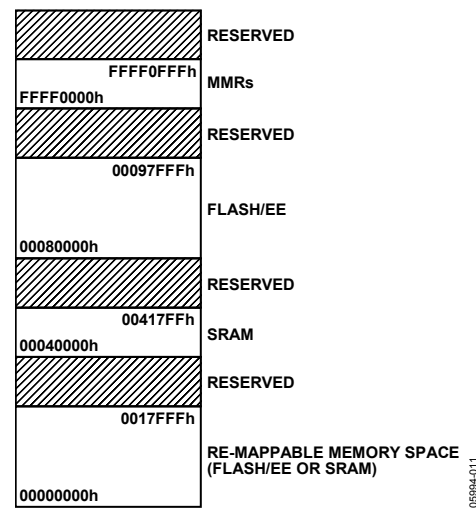 RESERVED
FFFF0FFFh
MMRs
FFFF0000h
RESERVED
00097FFFh
FLASH/EE
00080000h
RESERVED
00417FFh
SRAM
00040000h
RESERVED
0017FFFh
RE-MAPPABLE MEMORY SPACE
(FLASH/EE OR SRAM)
00000000h
05994-011